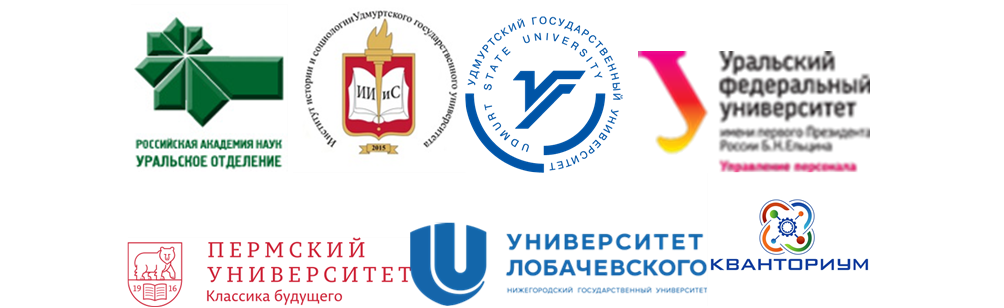 РОССИЙСКАЯ АКАДЕМИЯ НАУК
УРАЛЬСКОЕ ОТДЕЛЕНИЕ
Институт истории и социологии Удмуртского государственного университета
ИИиС
2015
УДМУРТСКИЙ ГОСУДАРСТВЕННЫЙ УНИВЕРСИТЕТ
UDMURT STATE UNIVERSITY
Уральский
федеральный
университет
имени первого Президента
России Б.Н.Ельцина
Управление персонала
ПЕРМСКИЙ
УНИВЕРСИТЕТ
Классика будущего
1916
УНИВЕРСИТЕТ
ЛОБАЧЕВСКОГО
НИЖЕГОРОДСКИЙ ГОСУДАРСТВЕННЫЙ УНИВЕРСИТЕТ
КВАНТОРИУМ